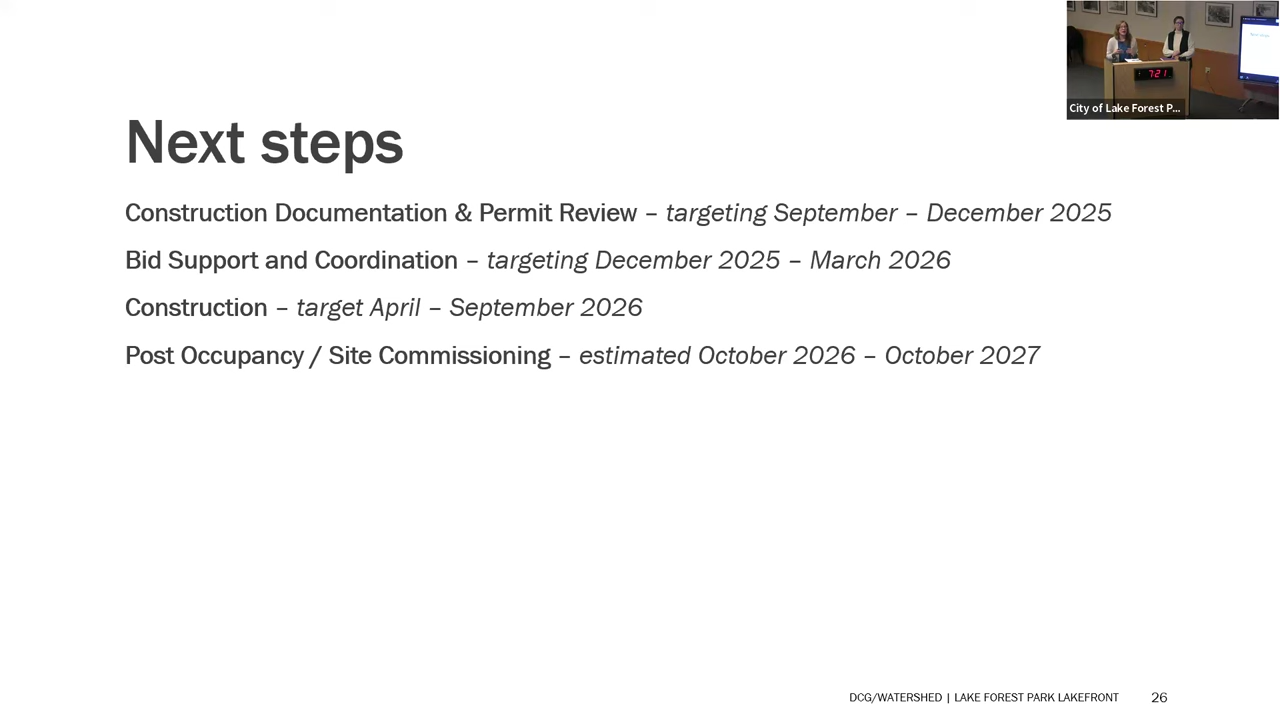 City of Lake Forest P...
7:21
Next steps
Construction Documentation & Permit Review – targeting September – December 2025
Bid Support and Coordination – targeting December 2025 – March 2026
Construction – target April – September 2026
Post Occupancy / Site Commissioning – estimated October 2026 – October 2027
DCG/WATERSHED | LAKE FOREST PARK LAKEFRONT 26